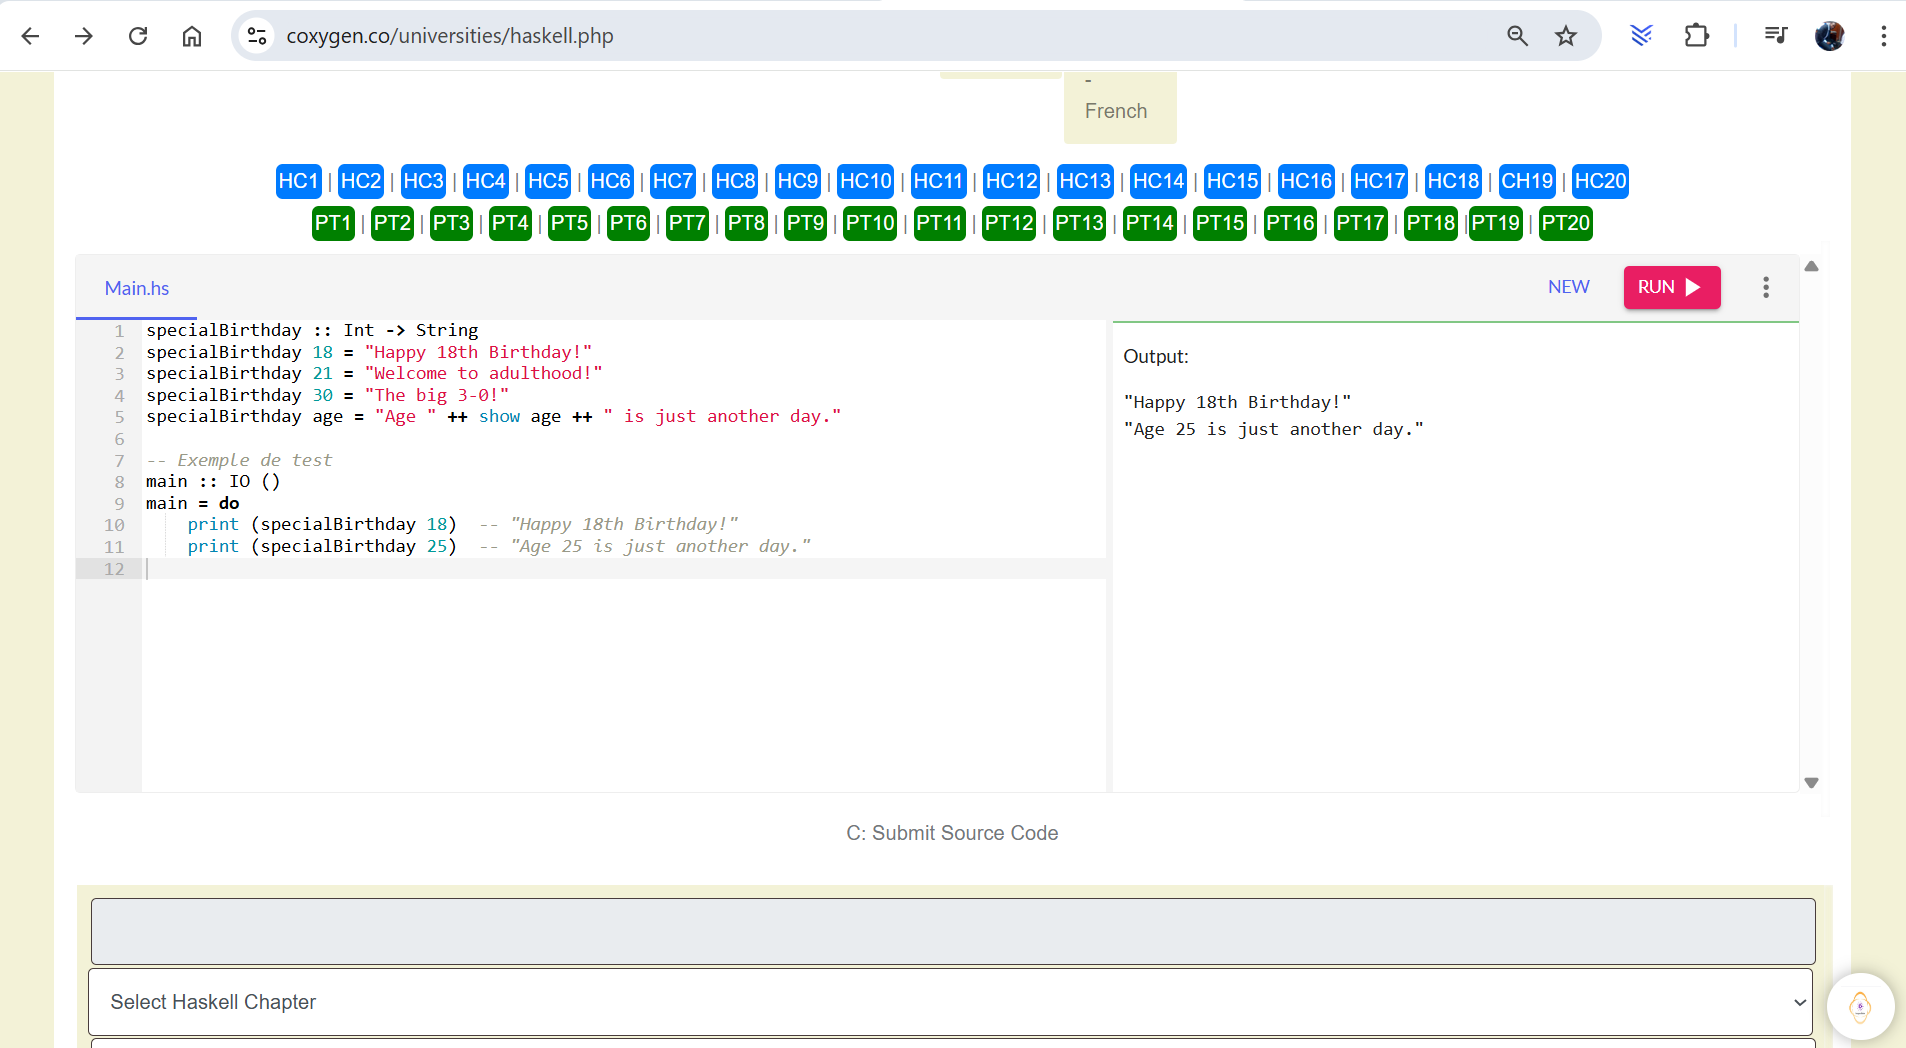 coxygen.co/universities/haskell.php
-
French
HC1 | HC2 | HC3 | HC4 | HC5 | HC6 | HC7 | HC8 | HC9 | HC10 | HC11 | HC12 | HC13 | HC14 | HC15 | HC16 | HC17 | HC18 | CH19 | HC20
PT1 | PT2 | PT3 | PT4 | PT5 | PT6 | PT7 | PT8 | PT9 | PT10 | PT11 | PT12 | PT13 | PT14 | PT15 | PT16 | PT17 | PT18 |PT19 | PT20
Main.hs
NEW
RUN
1 specialBirthday :: Int -> String
2 specialBirthday 18 = "Happy 18th Birthday!"
3 specialBirthday 21 = "Welcome to adulthood!"
4 specialBirthday 30 = "The big 3-0!"
5 specialBirthday age = "Age " ++ show age ++ " is just another day."
6
7 -- Exemple de test
8 main :: IO ()
9 main = do
10     print (specialBirthday 18)  -- "Happy 18th Birthday!"
11     print (specialBirthday 25)  -- "Age 25 is just another day."
12
Output:
"Happy 18th Birthday!"
"Age 25 is just another day."
C: Submit Source Code
Select Haskell Chapter